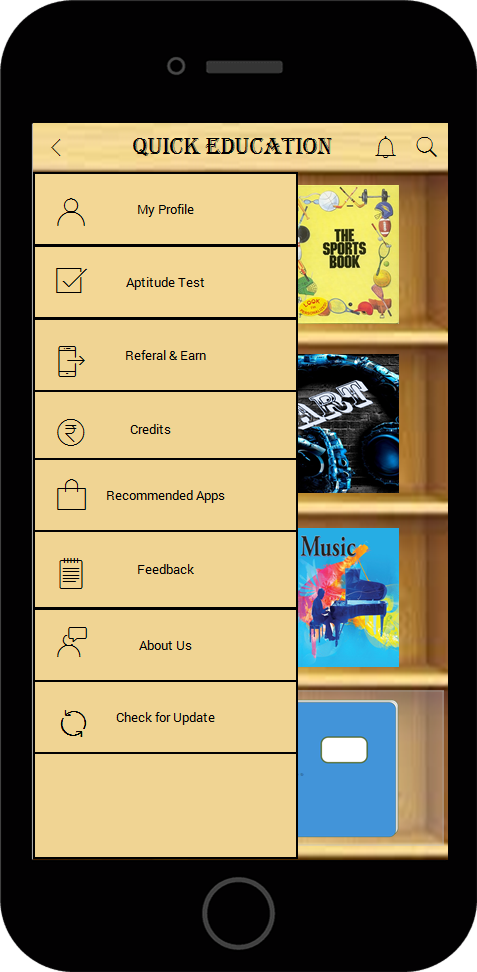 QUICK EDUCATION
My Profile
Aptitude Test
Referal & Earn
Credits
Recommended Apps
Feedback
About Us
Check for Update
THE
SPORTS
BOOK
LOOK
ART
Music